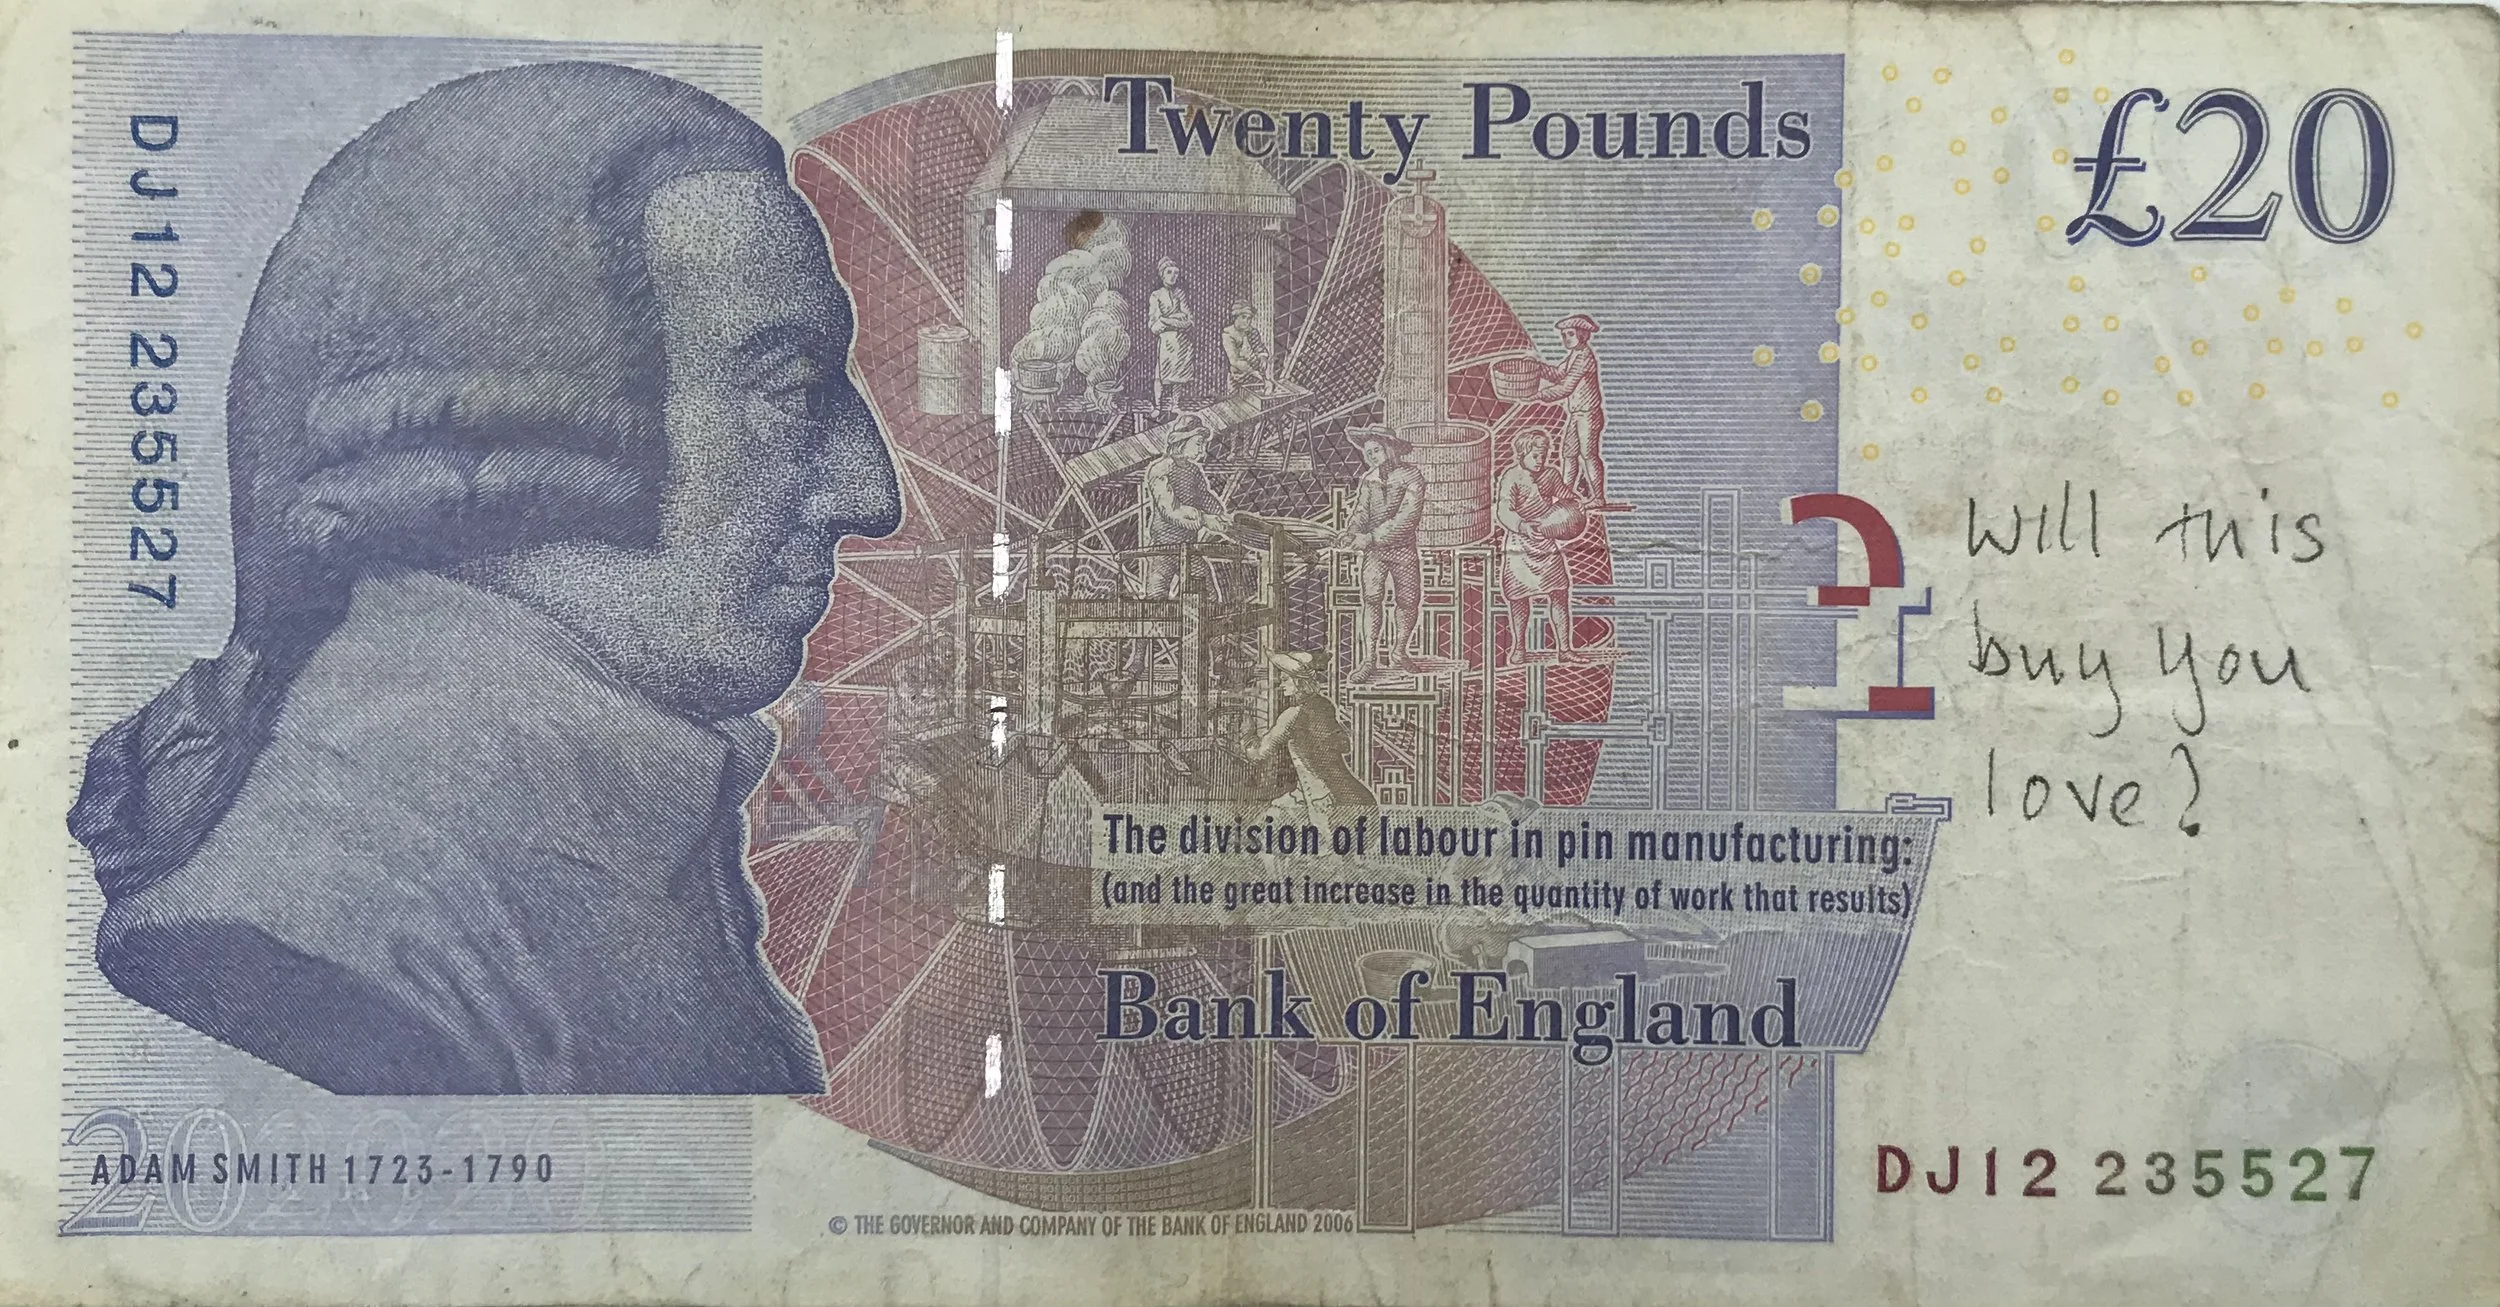 DJ12 235527
Twenty Pounds
£20
Will this
buy you
love?
The division of labour in pin manufacturing:
(and the great increase in the quantity of work that results)
Bank of England
202020
ADAM SMITH 1723-1790
DJ12 235527
© THE GOVERNOR AND COMPANY OF THE BANK OF ENGLAND 2006